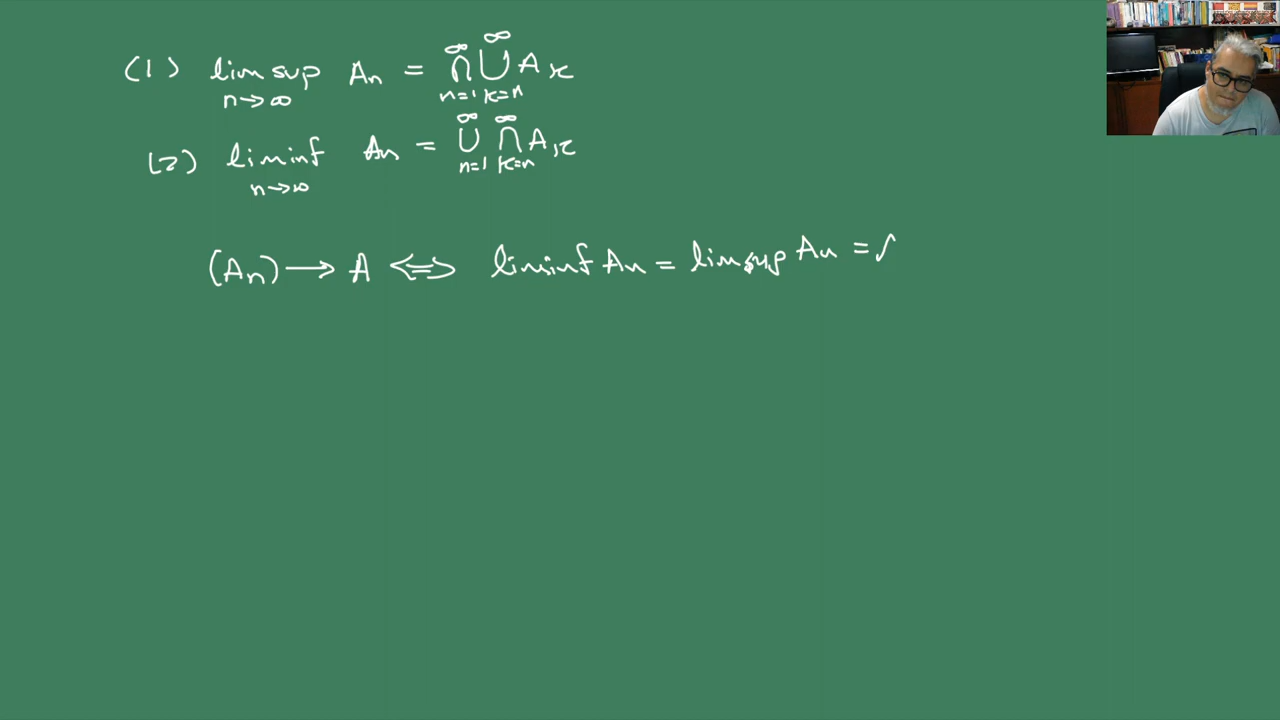 (1) lim sup An = ∞ ∩ n=1 ∞ ∪ k=n Ak
n→∞
(2) lim inf An = ∞ ∪ n=1 ∞ ∩ k=n Ak
n→∞
(An) → A ⇔ lim inf An = lim sup An =